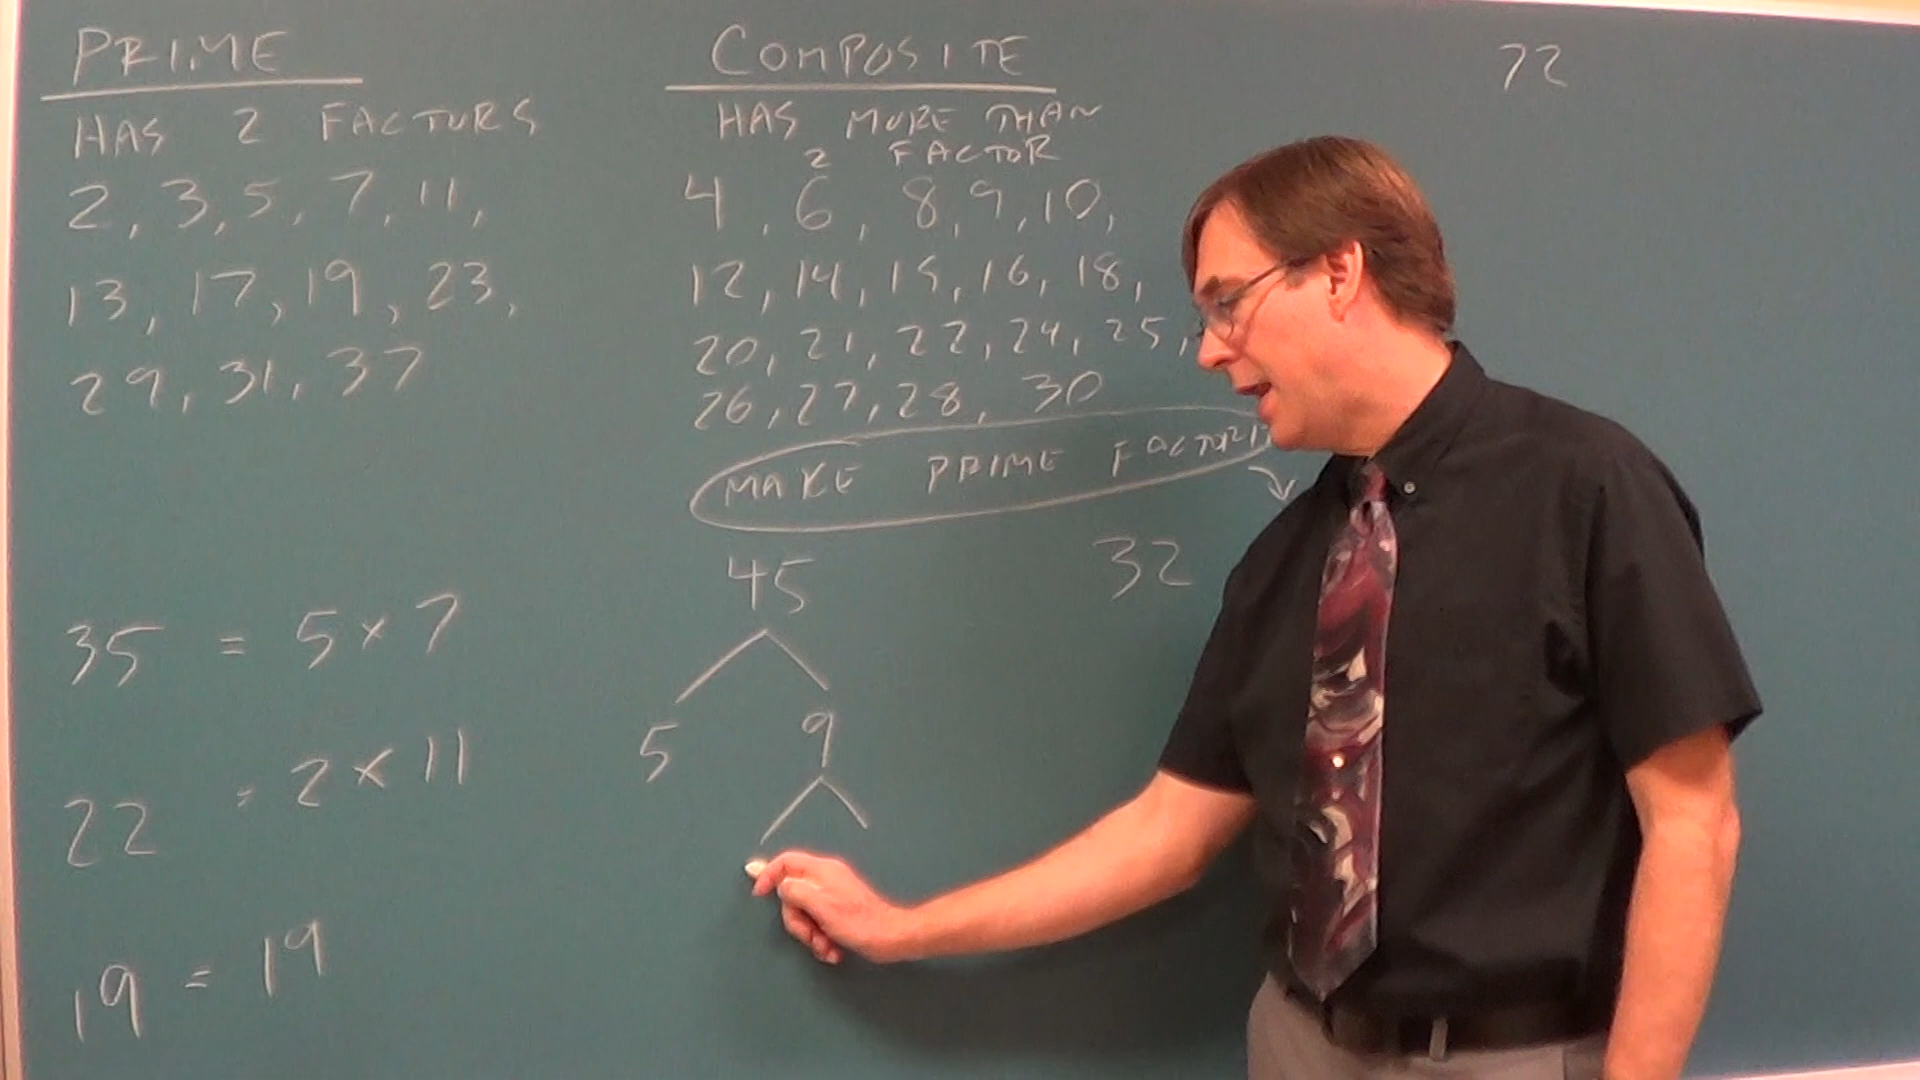 PRIME
HAS 2 FACTORS
2, 3, 5, 7, 11,
13, 17, 19, 23,
29, 31, 37
35 = 5 x 7
22 = 2 x 11
19 = 19
COMPOSITE
HAS MORE THAN
2 FACTOR
4, 6, 8, 9, 10,
12, 14, 15, 16, 18,
20, 21, 22, 24, 25,
26, 27, 28, 30
MAKE PRIME
45
5 9
32
72